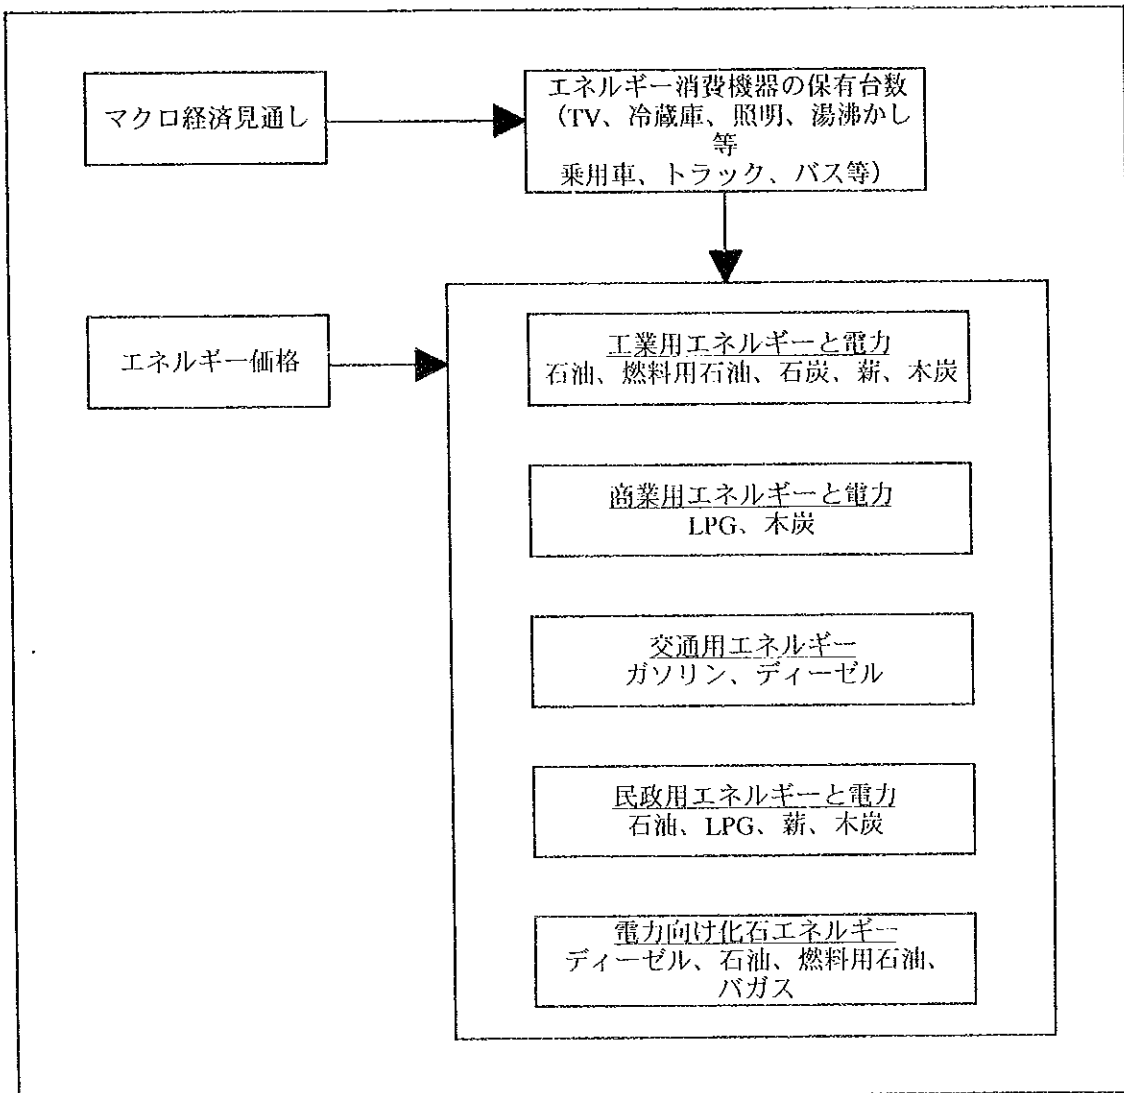 マクロ経済見通し
エネルギー消費機器の保有台数
（TV、冷蔵庫、照明、湯沸かし
等
乗用車、トラック、バス等）
エネルギー価格
工業用エネルギーと電力
石油、燃料用石油、石炭、薪、木炭
商業用エネルギーと電力
LPG、木炭
交通用エネルギー
ガソリン、ディーゼル
民政用エネルギーと電力
石油、LPG、薪、木炭
電力向け化石エネルギー
ディーゼル、石油、燃料用石油、
バガス